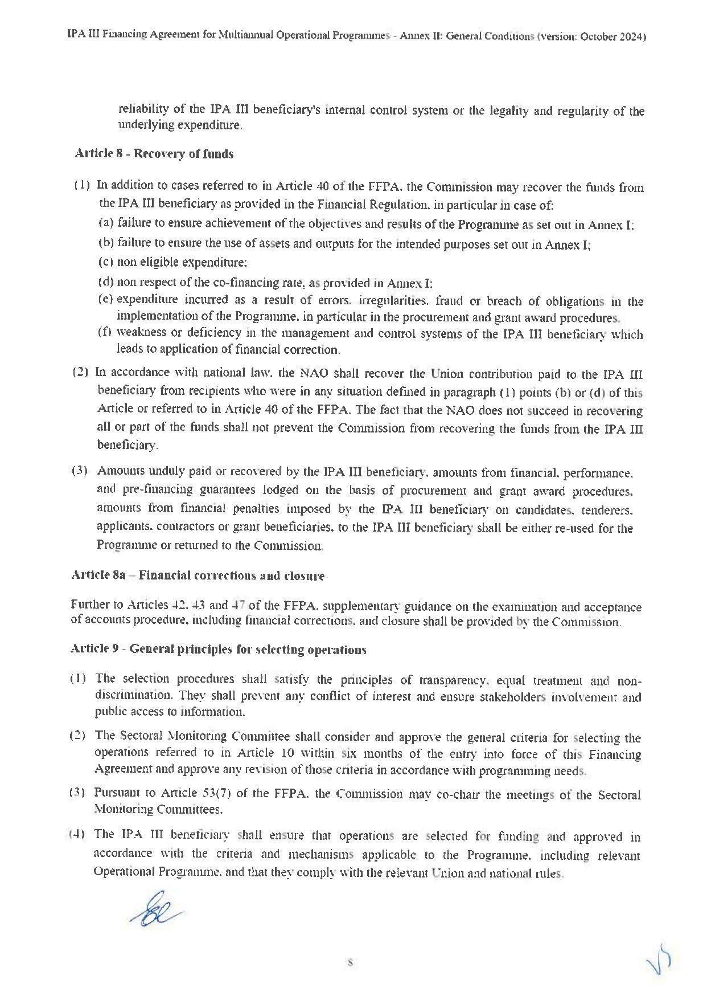 IPA III Financing Agreement for Multiannual Operational Programmes - Annex II: General Conditions (version: October 2024)
reliability of the IPA III beneficiary's internal control system or the legality and regularity of the
underlying expenditure.
Article 8 - Recovery of funds
(1) In addition to cases referred to in Article 40 of the FFPA, the Commission may recover the funds from
the IPA III beneficiary as provided in the Financial Regulation, in particular in case of:
(a) failure to ensure achievement of the objectives and results of the Programme as set out in Annex I;
(b) failure to ensure the use of assets and outputs for the intended purposes set out in Annex I;
(c) non eligible expenditure;
(d) non respect of the co-financing rate, as provided in Annex I;
(e) expenditure incurred as a result of errors, irregularities, fraud or breach of obligations in the
implementation of the Programme, in particular in the procurement and grant award procedures.
(f) weakness or deficiency in the management and control systems of the IPA III beneficiary which
leads to application of financial correction.
(2) In accordance with national law, the NAO shall recover the Union contribution paid to the IPA III
beneficiary from recipients who were in any situation defined in paragraph (1) points (b) or (d) of this
Article or referred to in Article 40 of the FFPA. The fact that the NAO does not succeed in recovering
all or part of the funds shall not prevent the Commission from recovering the funds from the IPA III
beneficiary.
(3) Amounts unduly paid or recovered by the IPA III beneficiary, amounts from financial, performance,
and pre-financing guarantees lodged on the basis of procurement and grant award procedures,
amounts from financial penalties imposed by the IPA III beneficiary on candidates, tenderers,
applicants, contractors or grant beneficiaries, to the IPA III beneficiary shall be either re-used for the
Programme or returned to the Commission.
Article 8a – Financial corrections and closure
Further to Articles 42, 43 and 47 of the FFPA, supplementary guidance on the examination and acceptance
of accounts procedure, including financial corrections, and closure shall be provided by the Commission.
Article 9 - General principles for selecting operations
(1) The selection procedures shall satisfy the principles of transparency, equal treatment and non-
discrimination. They shall prevent any conflict of interest and ensure stakeholders involvement and
public access to information.
(2) The Sectoral Monitoring Committee shall consider and approve the general criteria for selecting the
operations referred to in Article 10 within six months of the entry into force of this Financing
Agreement and approve any revision of those criteria in accordance with programming needs.
(3) Pursuant to Article 53(7) of the FFPA, the Commission may co-chair the meetings of the Sectoral
Monitoring Committees.
(4) The IPA III beneficiary shall ensure that operations are selected for funding and approved in
accordance with the criteria and mechanisms applicable to the Programme, including relevant
Operational Programme, and that they comply with the relevant Union and national rules.
8